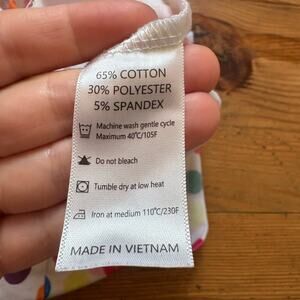 65% COTTON
30% POLYESTER
5% SPANDEX
Machine wash gentle cycle
Maximum 40℃/105F
Do not bleach
Tumble dry at low heat
Iron at medium 110℃/230F
MADE IN VIETNAM